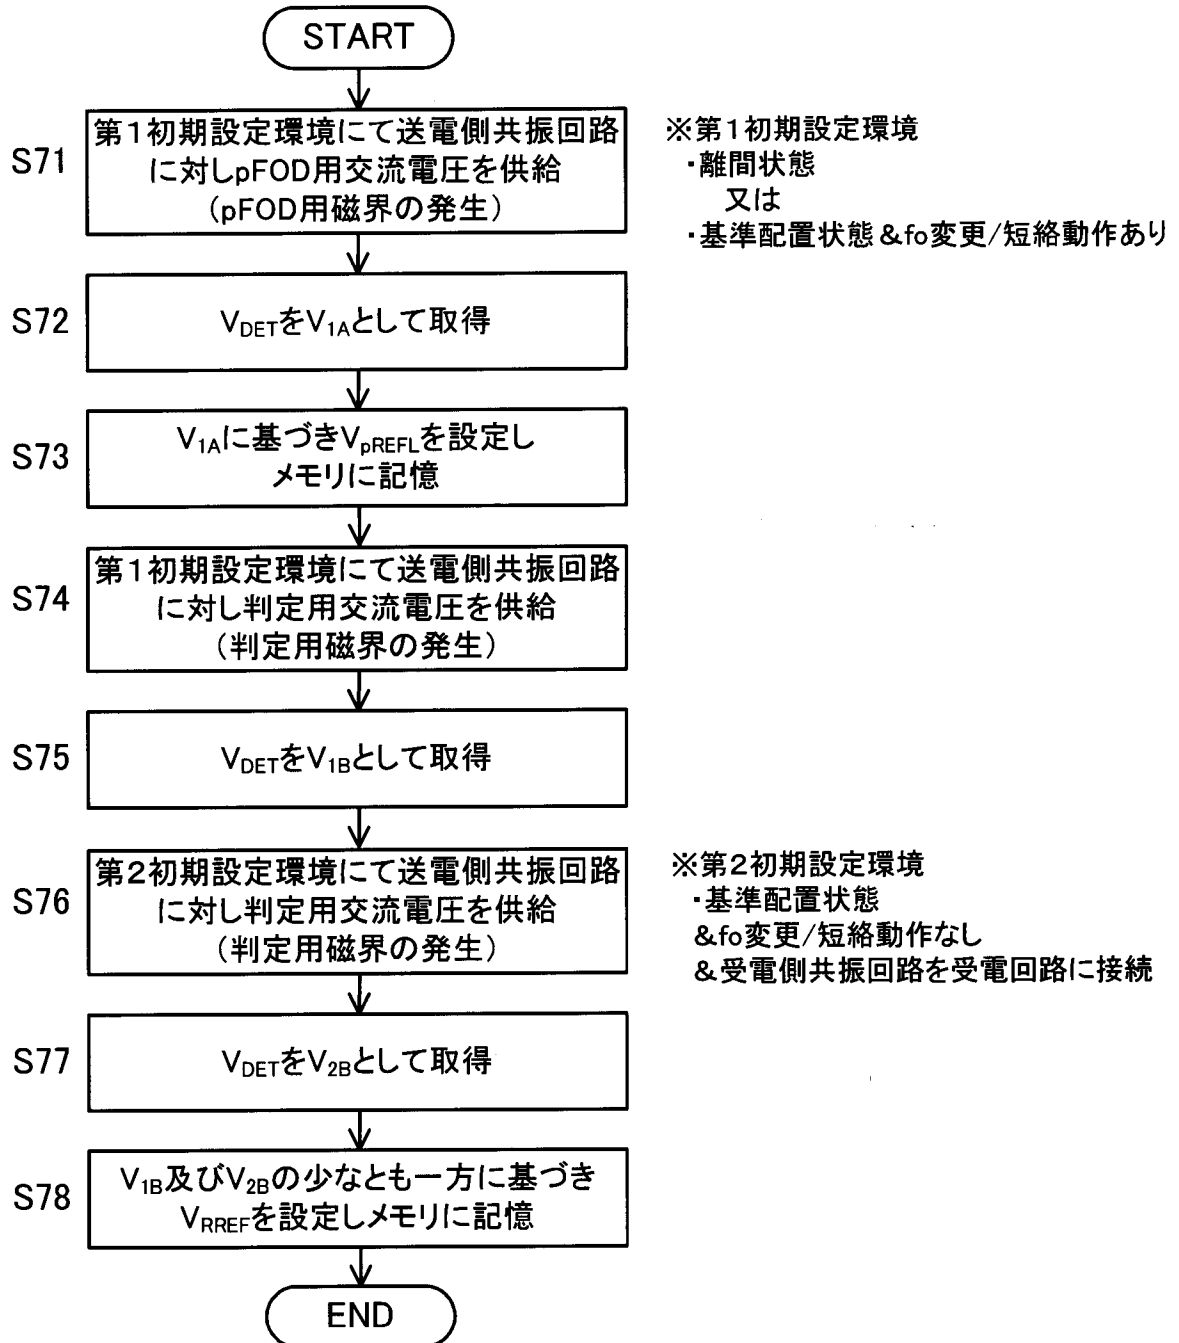 START
S71
第1初期設定環境にて送電側共振回路
に対しpFOD用交流電圧を供給
(pFOD用磁界の発生)
※第1初期設定環境
・離間状態
又は
・基準配置状態&fo変更/短絡動作あり
S72
VDETをV1Aとして取得
S73
V1Aに基づきVpREFLを設定し
メモリに記憶
S74
第1初期設定環境にて送電側共振回路
に対し判定用交流電圧を供給
(判定用磁界の発生)
S75
VDETをV1Bとして取得
S76
第2初期設定環境にて送電側共振回路
に対し判定用交流電圧を供給
(判定用磁界の発生)
※第2初期設定環境
・基準配置状態
&fo変更/短絡動作なし
&受電側共振回路を受電回路に接続
S77
VDETをV2Bとして取得
S78
V1B及びV2Bの少なとも一方に基づき
VRREFを設定しメモリに記憶
END